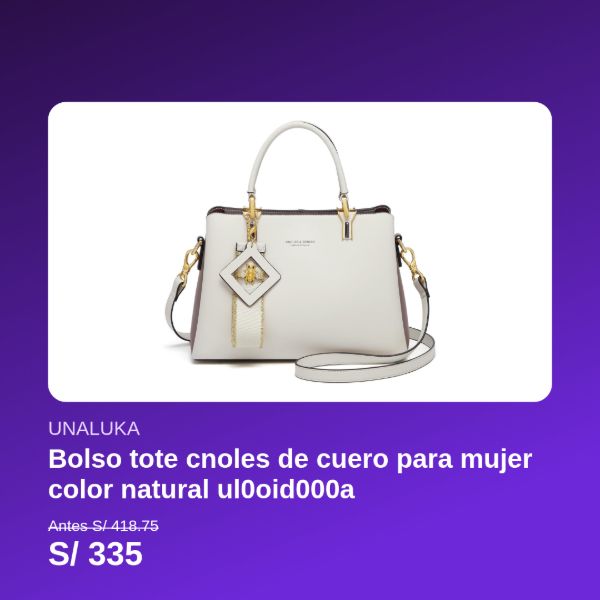 UNALUKA
Bolso tote cnoles de cuero para mujer
color natural ul0oid000a
Antes S/ 418.75
S/ 335